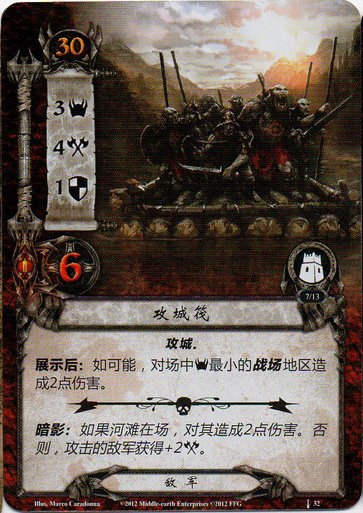 30
3
4
1
6
7/13
攻城筏
攻城.
展示后：如可能，对场中最小的战场地区造
成2点伤害。
暗影：如果河滩在场，对其造成2点伤害。否
则，攻击的敌军获得+2。
敌军
Illus. Marco Caradonna ©2012 Middle-earth Enterprises ©2012 FFG 32